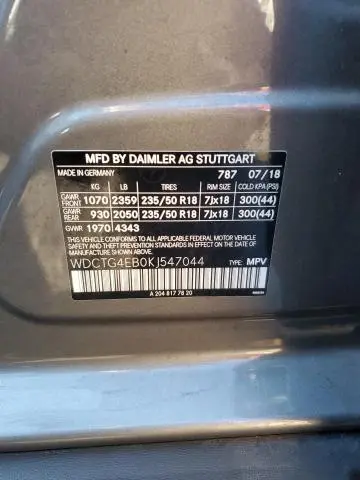 MFD BY DAIMLER AG STUTTGART
MADE IN GERMANY 787 07/18
KG LB TIRES RIM SIZE COLD KPA (PSI)
GAWR FRONT 1070 2359 235/50 R18 7Jx18 300(44)
GAWR REAR 930 2050 235/50 R18 7Jx18 300(44)
GVWR 1970 4343
THIS VEHICLE CONFORMS TO ALL APPLICABLE
FEDERAL MOTOR VEHICLE SAFETY, BUMPER
AND THEFT PREVENTION STANDARDS IN EFFECT ON
THE DATE OF MANUFACTURE SHOWN ABOVE.
WDCTG4EB0KJ547044 TYPE: MPV
A 204 817 76 20